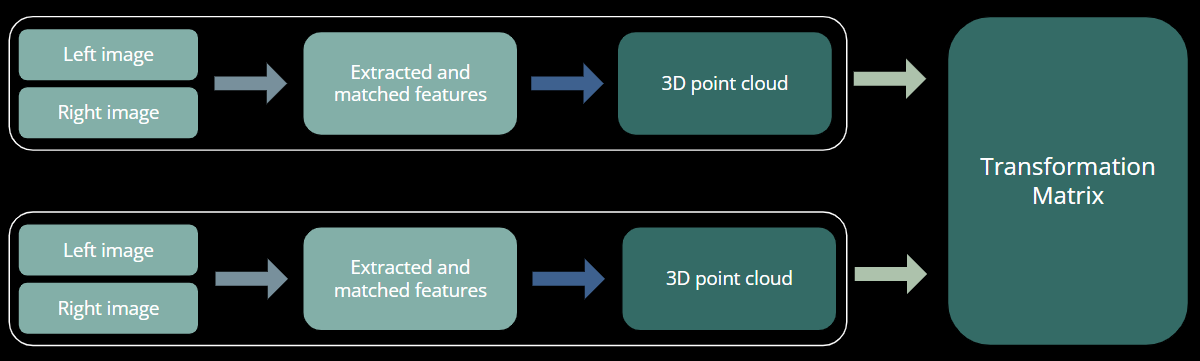 Left image
Right image
Extracted and
matched features
3D point cloud
Left image
Right image
Extracted and
matched features
3D point cloud
Transformation
Matrix